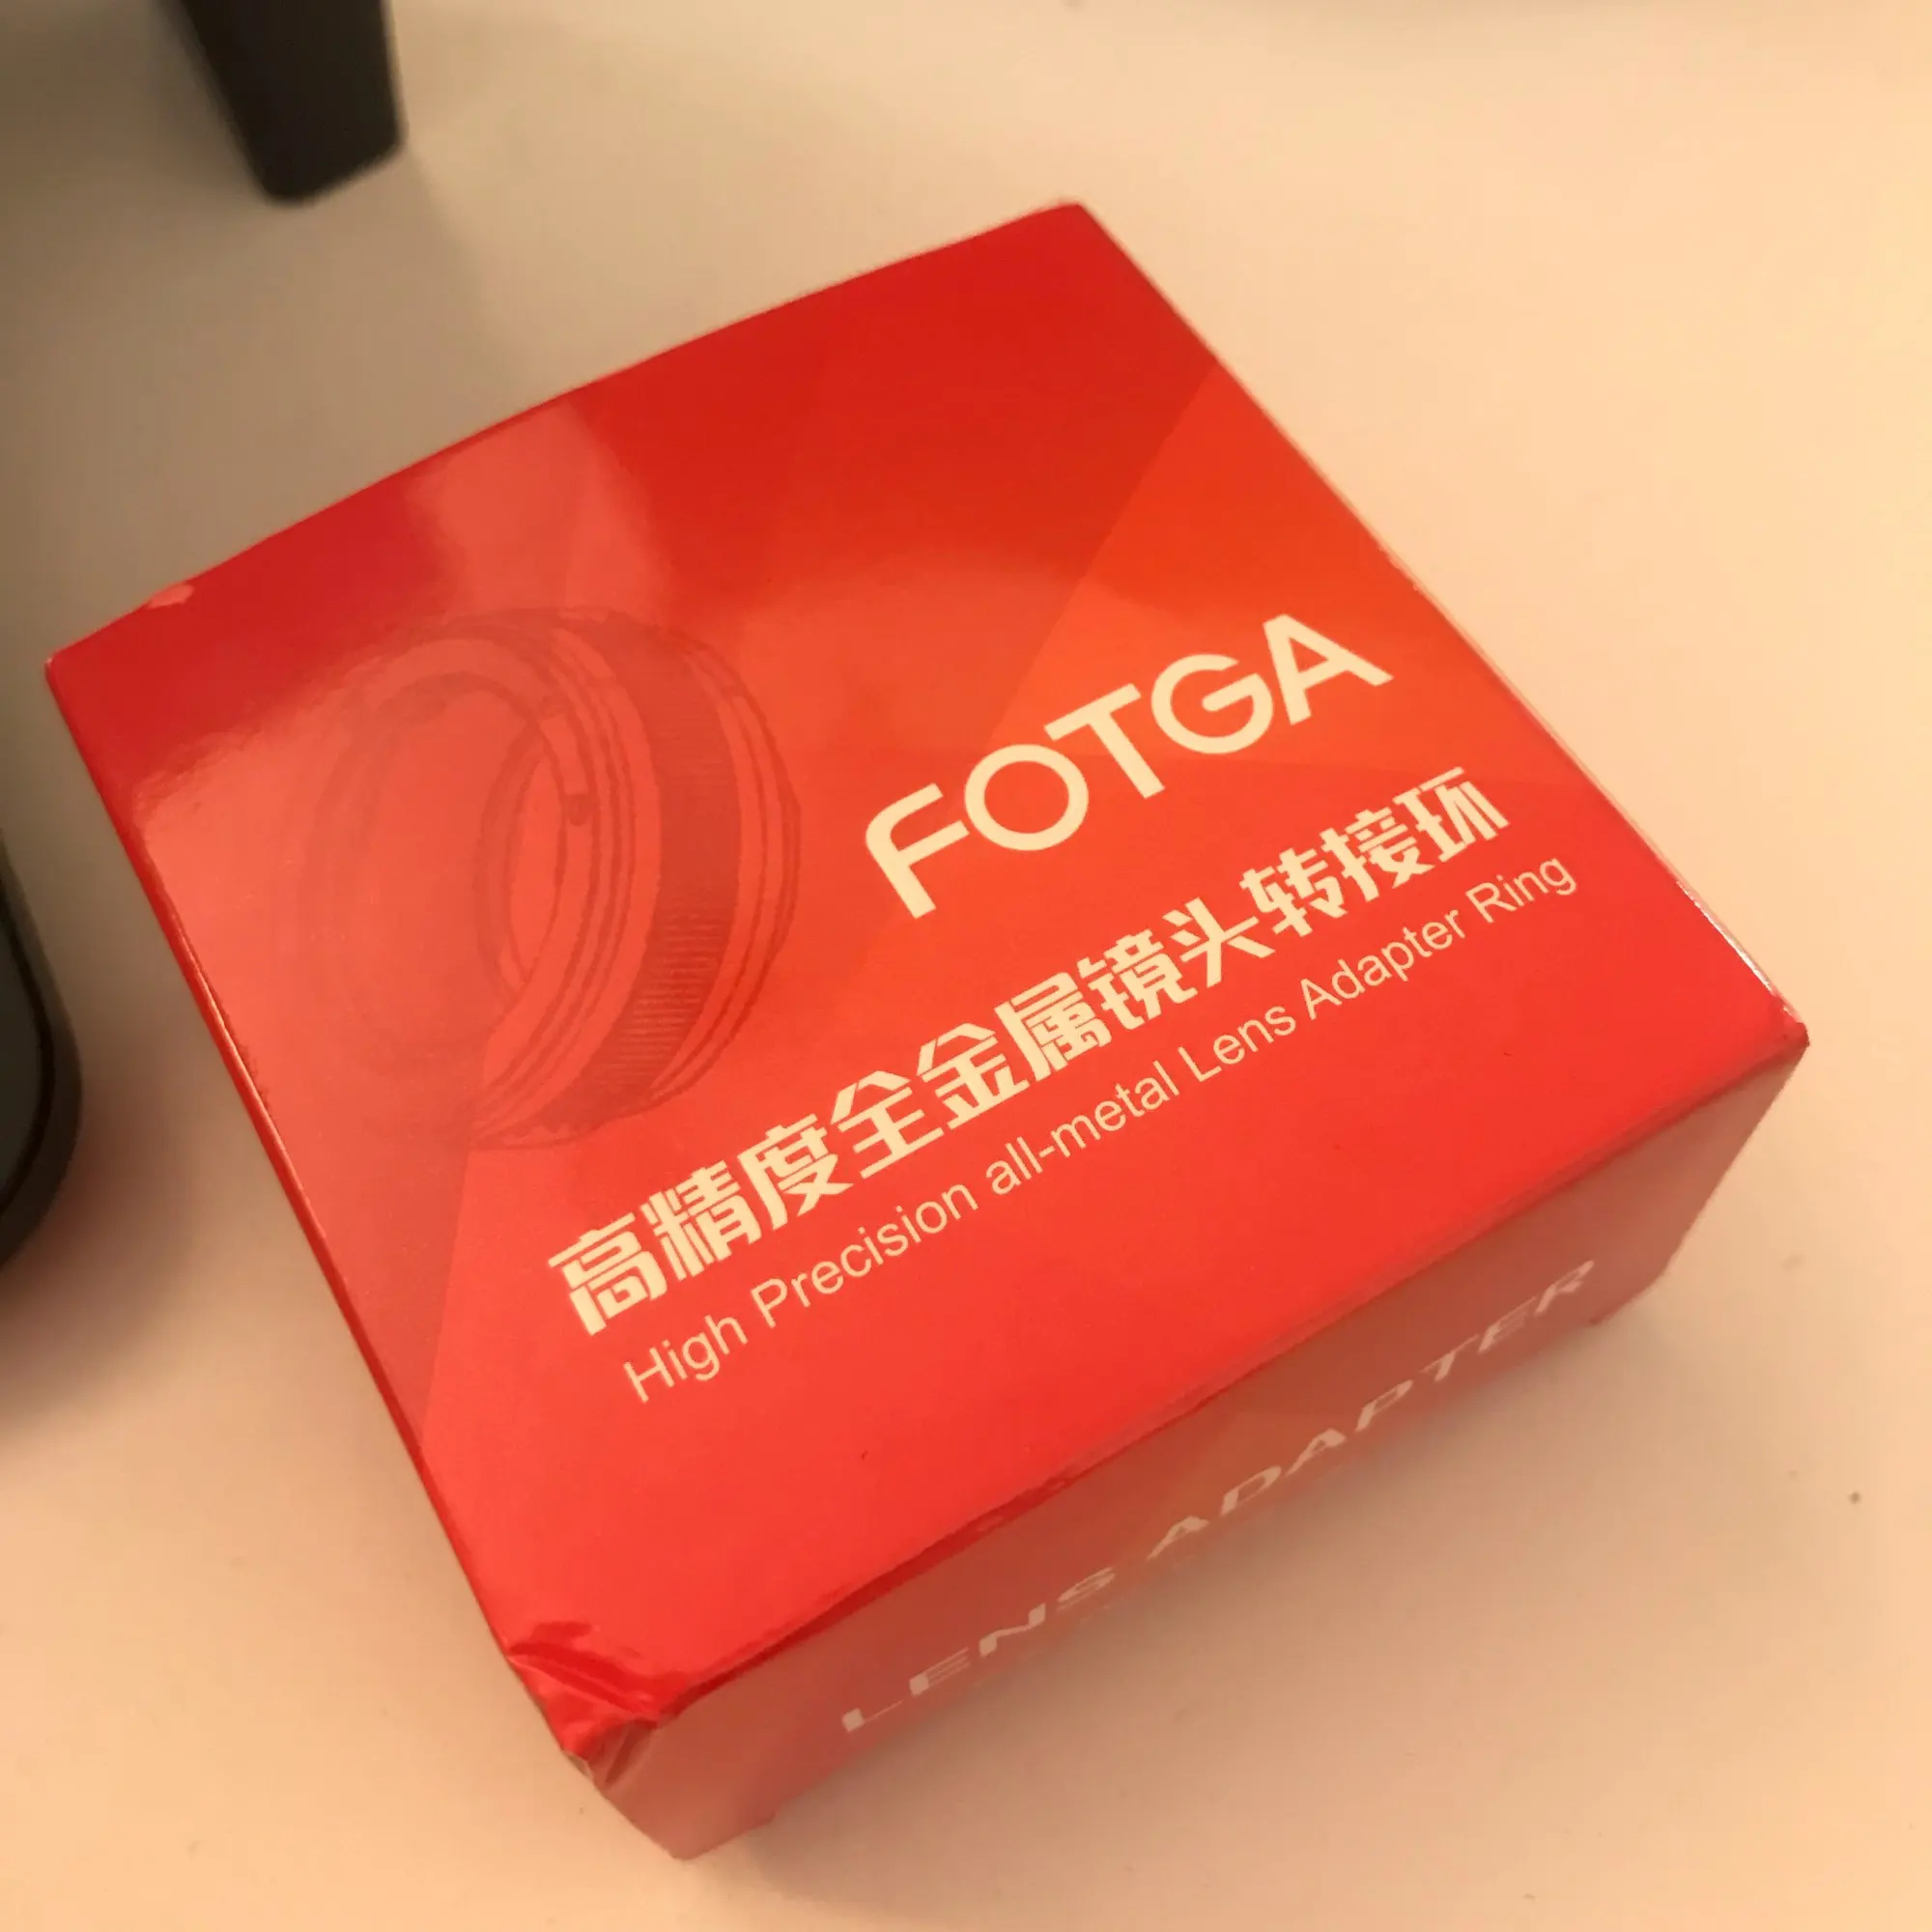 FOTGA
高精度全金属镜头转接环
High Precision all-metal Lens Adapter Ring
LENS ADAPTER